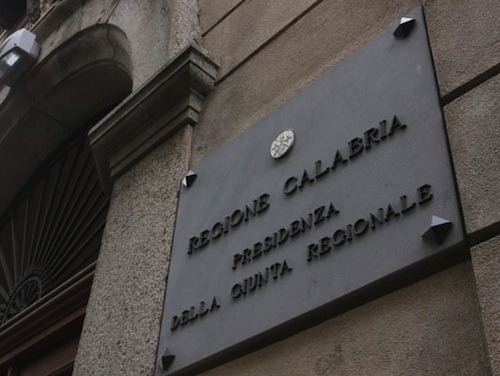 REGIONE CALABRIA
PRESIDENZA
DELLA GIUNTA REGIONALE